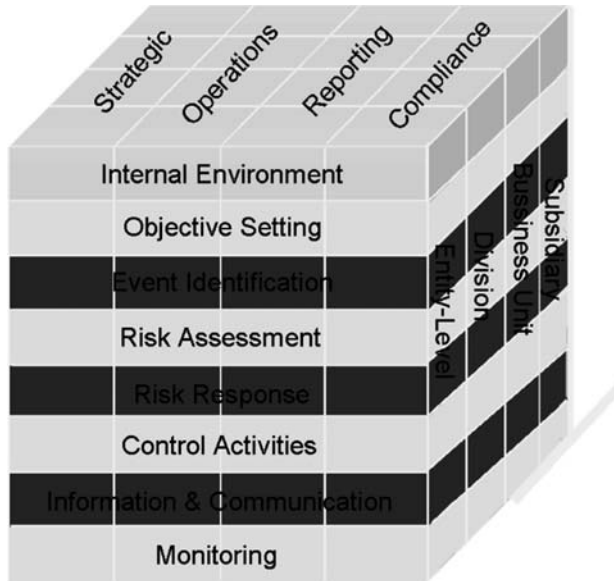 Strategic
Operations
Reporting
Compliance
Internal Environment
Objective Setting
Event Identification
Risk Assessment
Risk Response
Control Activities
Information & Communication
Monitoring
Entity-Level
Division
Bussiness Unit
Subsidiary